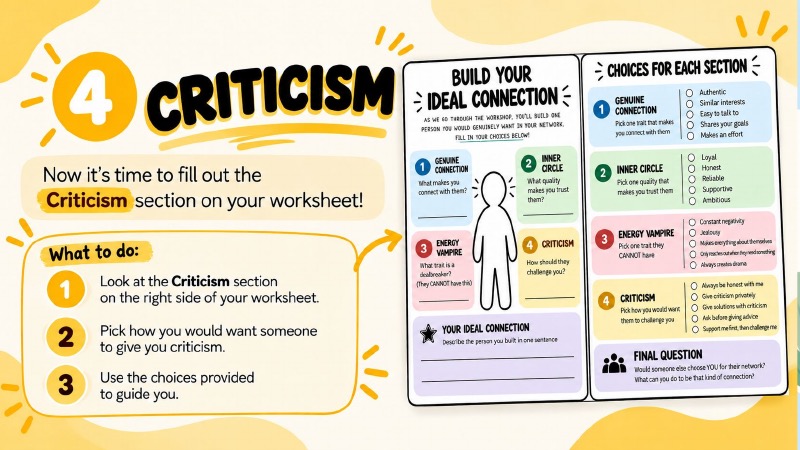 4
CRITICISM
Now it's time to fill out the
Criticism section on your worksheet!
What to do:
1
Look at the Criticism section
on the right side of your worksheet.
2
Pick how you would want someone
to give you criticism.
3
Use the choices provided
to guide you.
BUILD YOUR
IDEAL CONNECTION
AS WE GO THROUGH THE WORKSHOP, YOU'LL BUILD ONE
PERSON YOU WOULD GENUINELY WANT IN YOUR NETWORK.
FILL IN YOUR CHOICES BELOW!
1 GENUINE
CONNECTION
What makes you
connect with them?
2 INNER
CIRCLE
What quality
makes you trust
them?
3 ENERGY
VAMPIRE
What trait is a
dealbreaker?
(They CANNOT have this)
4 CRITICISM
How should they
challenge you?
YOUR IDEAL CONNECTION
Describe the person you built in one sentence
CHOICES FOR EACH SECTION
1 GENUINE
CONNECTION
Pick one trait that makes
you connect with them
Authentic
Similar interests
Easy to talk to
Shares your goals
Makes an effort
2 INNER CIRCLE
Pick one quality that
makes you trust them
Loyal
Honest
Reliable
Supportive
Ambitious
3 ENERGY VAMPIRE
Pick one trait they
CANNOT have
Constant negativity
Jealousy
Makes everything about themselves
Only reaches out when they need something
Always creates drama
4 CRITICISM
Pick how you would want
them to challenge you
Always be honest with me
Give criticism privately
Give solutions with criticism
Ask before giving advice
Support me first, then challenge me
FINAL QUESTION
Would someone else choose YOU for their network?
What can you do to be that kind of connection?